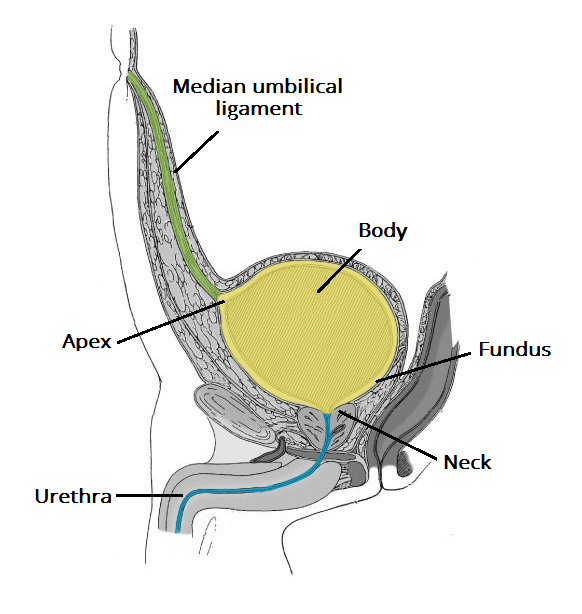 Median umbilical
ligament
Body
Apex
Fundus
Neck
Urethra